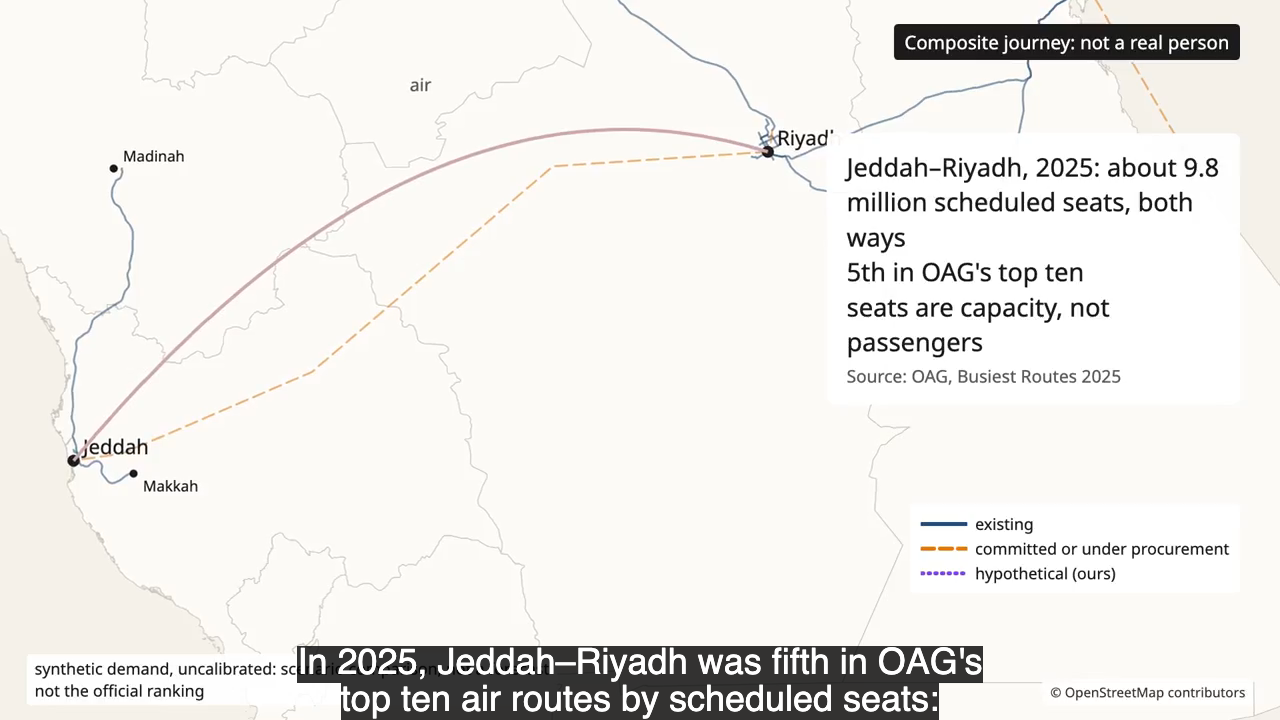 Composite journey: not a real person
air
Madinah
Jeddah–Riyadh, 2025: about 9.8
million scheduled seats, both
ways
5th in OAG's top ten
seats are capacity, not
passengers
Source: OAG, Busiest Routes 2025
Jeddah
Makkah
existing
committed or under procurement
hypothetical (ours)
synthetic demand, uncalibrated:
not the official ranking
In 2025, Jeddah–Riyadh was fifth in OAG's
top ten air routes by scheduled seats:
© OpenStreetMap contributors